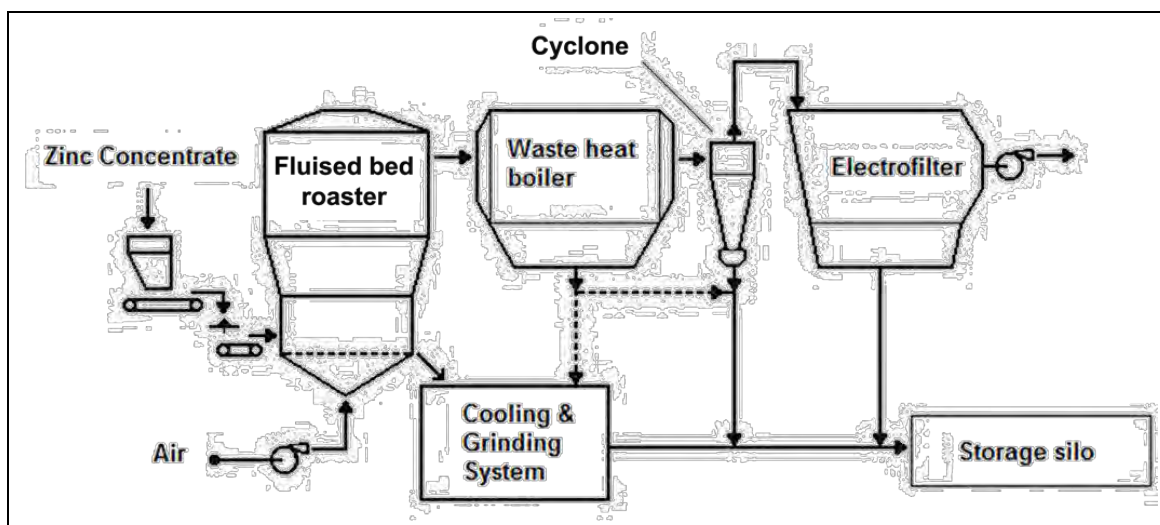 Cyclone
Zinc Concentrate
Fluised bed
roaster
Waste heat
boiler
Electrofilter
Air
Cooling &
Grinding
System
Storage silo